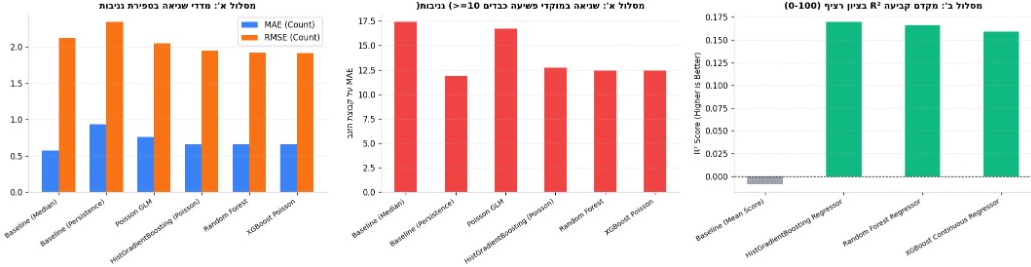 מסלול א': מדדי שגיאה בספירת גניבות
MAE (Count)
RMSE (Count)
2.0
1.5
1.0
0.5
0.0
Baseline (Median)
Baseline (Persistence)
Poisson GLM
HistGradientBoosting (Poisson)
Random Forest
XGBoost Poisson
מסלול א': שגיאה במוקדי פשיעה כבדים 10=<) גניבות(
MAE על קבוצת הזנב
17.5
15.0
12.5
10.0
7.5
5.0
2.5
0.0
Baseline (Median)
Baseline (Persistence)
Poisson GLM
HistGradientBoosting (Poisson)
Random Forest
XGBoost Poisson
מסלול ב': מקדם קביעה R² בציון רציף (0-100)
R² Score (Higher is Better)
0.175
0.150
0.125
0.100
0.075
0.050
0.025
0.000
Baseline (Mean Score)
HistGradientBoosting Regressor
Random Forest Regressor
XGBoost Continuous Regressor